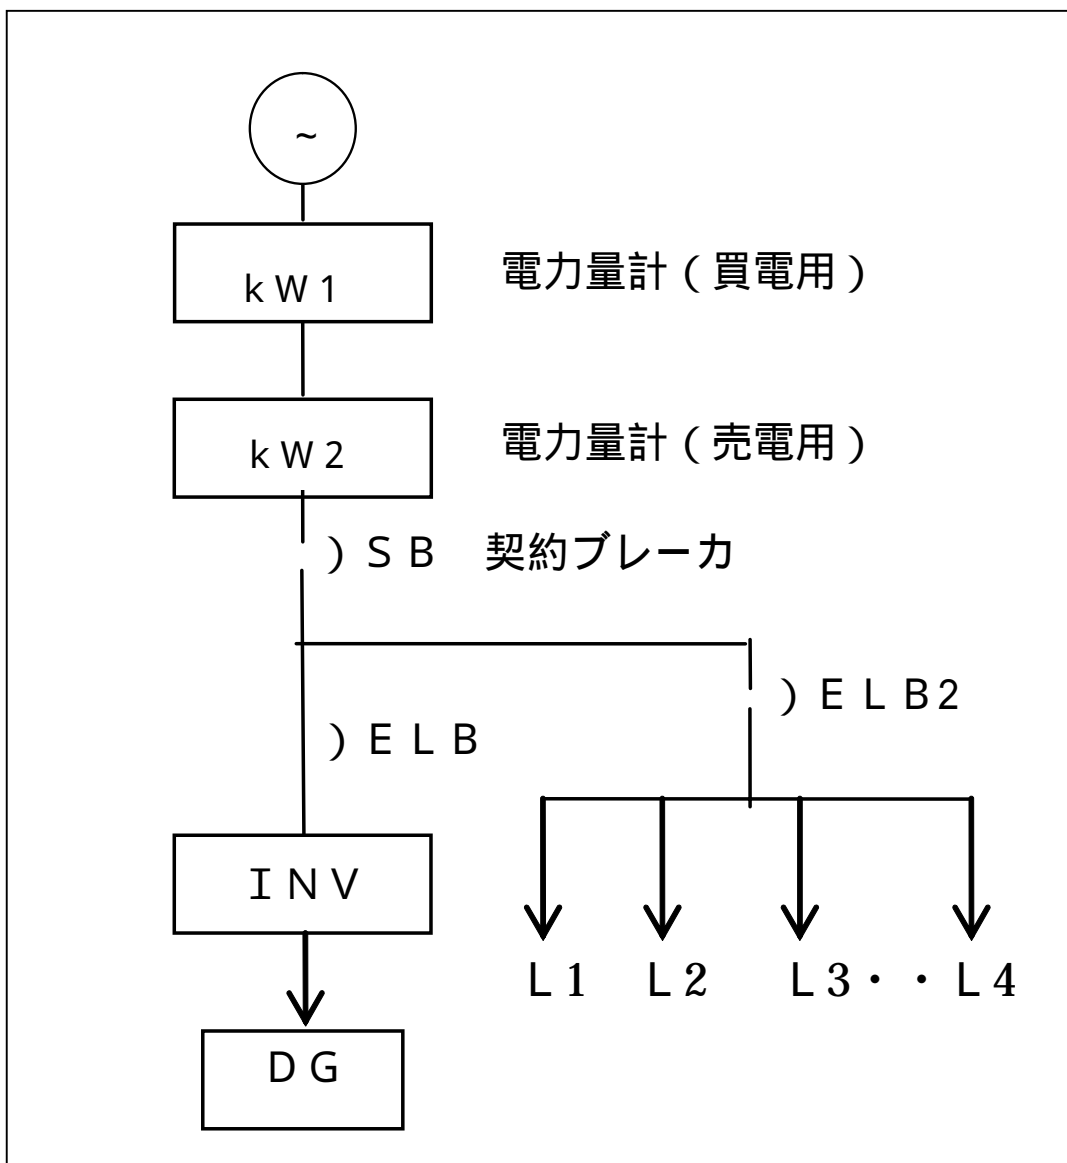 ~
ｋＷ1 電力量計（買電用）
ｋＷ2 電力量計（売電用）
）ＳＢ　契約ブレーカ
）ＥＬＢ2
）ＥＬＢ
ＩＮＶ
Ｌ1 Ｌ2 Ｌ3・・Ｌ4
ＤＧ